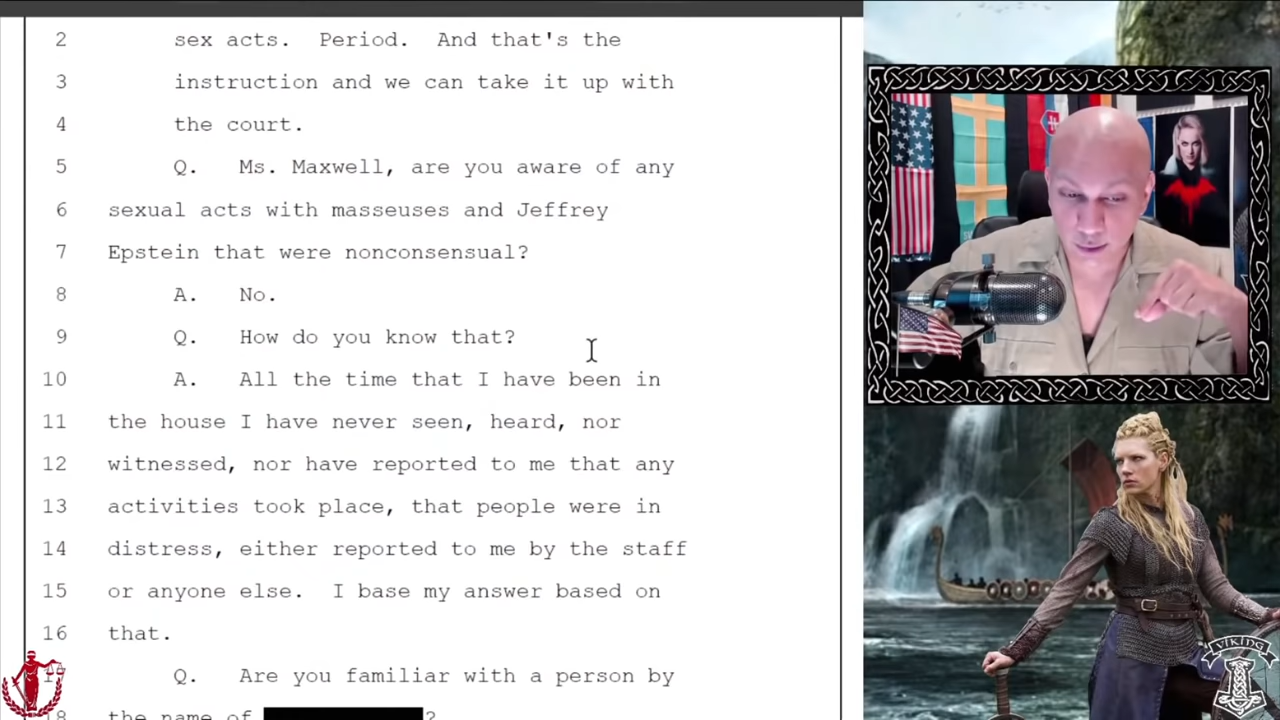 2 sex acts. Period. And that's the
3 instruction and we can take it up with
4 the court.
5 Q. Ms. Maxwell, are you aware of any
6 sexual acts with masseuses and Jeffrey
7 Epstein that were nonconsensual?
8 A. No.
9 Q. How do you know that?
10 A. All the time that I have been in
11 the house I have never seen, heard, nor
12 witnessed, nor have reported to me that any
13 activities took place, that people were in
14 distress, either reported to me by the staff
15 or anyone else. I base my answer based on
16 that.
Q. Are you familiar with a person by
18 the name of ?
VIKING